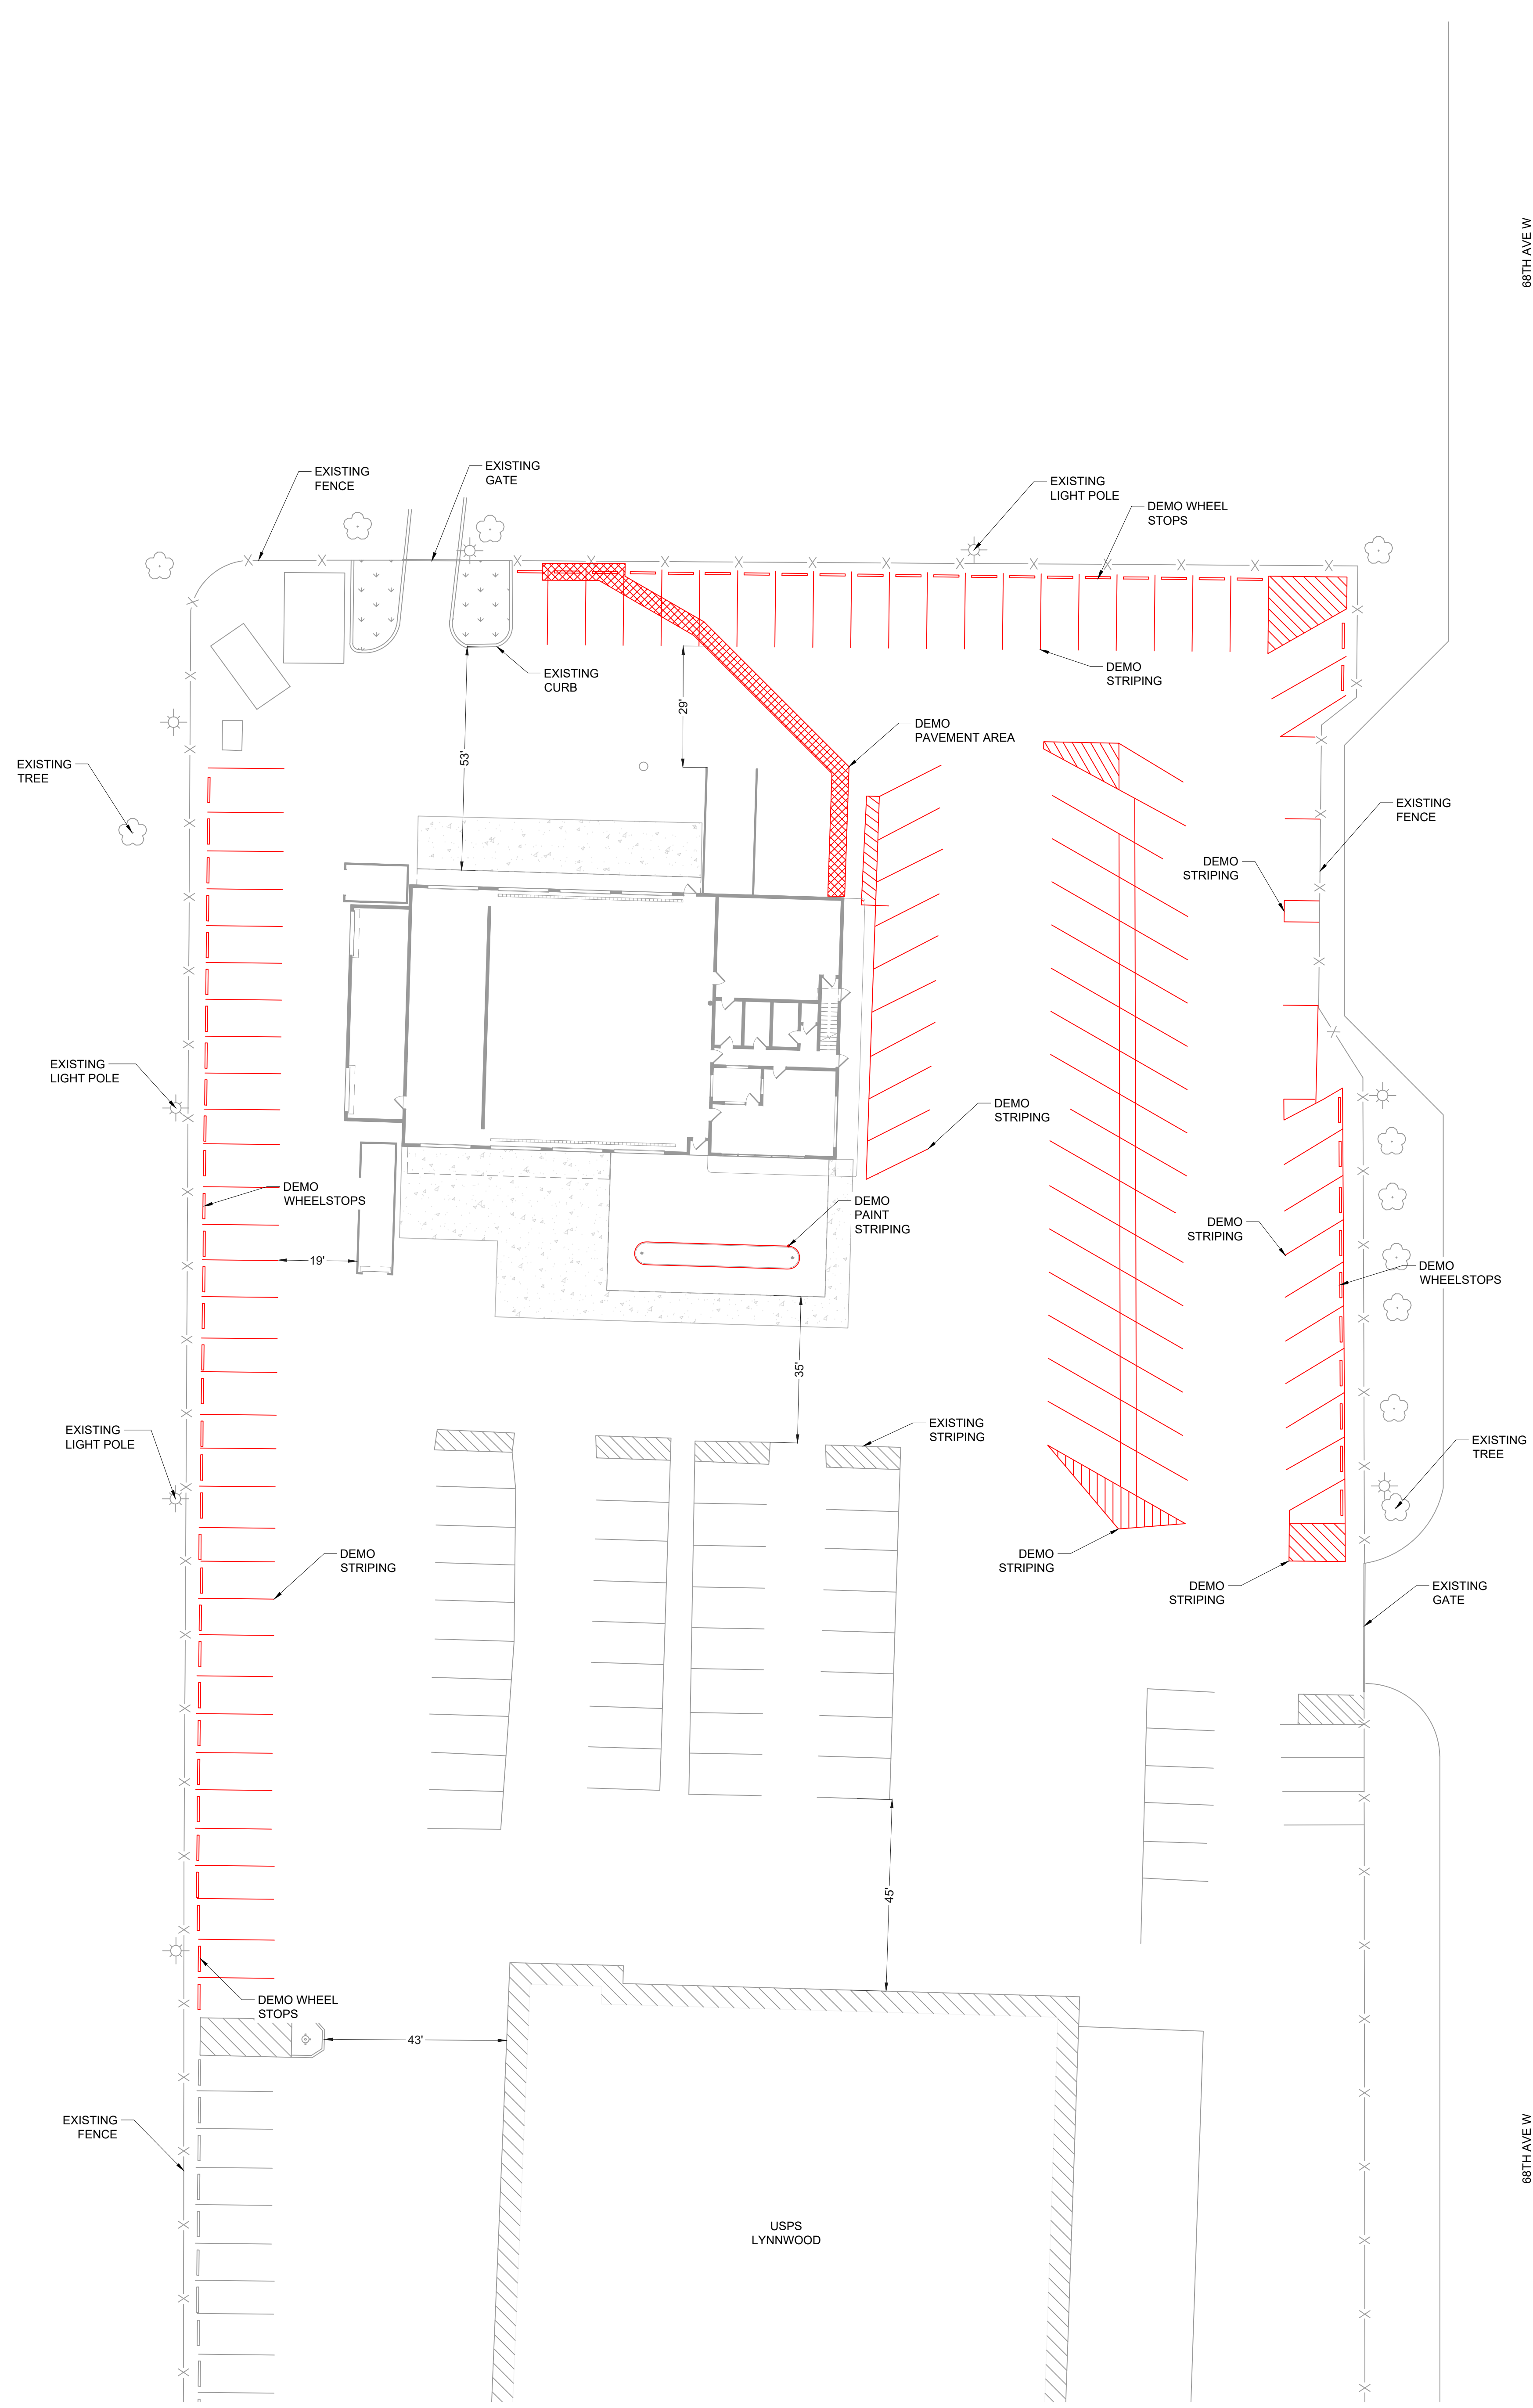 68TH AVE W
EXISTING
FENCE
EXISTING
GATE
EXISTING
LIGHT POLE
DEMO WHEEL
STOPS
EXISTING
CURB
DEMO
STRIPING
29'
53'
DEMO
PAVEMENT AREA
EXISTING
TREE
EXISTING
FENCE
DEMO
STRIPING
EXISTING
LIGHT POLE
DEMO
STRIPING
DEMO
WHEELSTOPS
DEMO
PAINT
STRIPING
DEMO
STRIPING
19'
DEMO
WHEELSTOPS
35'
EXISTING
LIGHT POLE
EXISTING
STRIPING
EXISTING
TREE
DEMO
STRIPING
DEMO
STRIPING
DEMO
STRIPING
EXISTING
GATE
45'
DEMO WHEEL
STOPS
43'
EXISTING
FENCE
68TH AVE W
USPS
LYNNWOOD